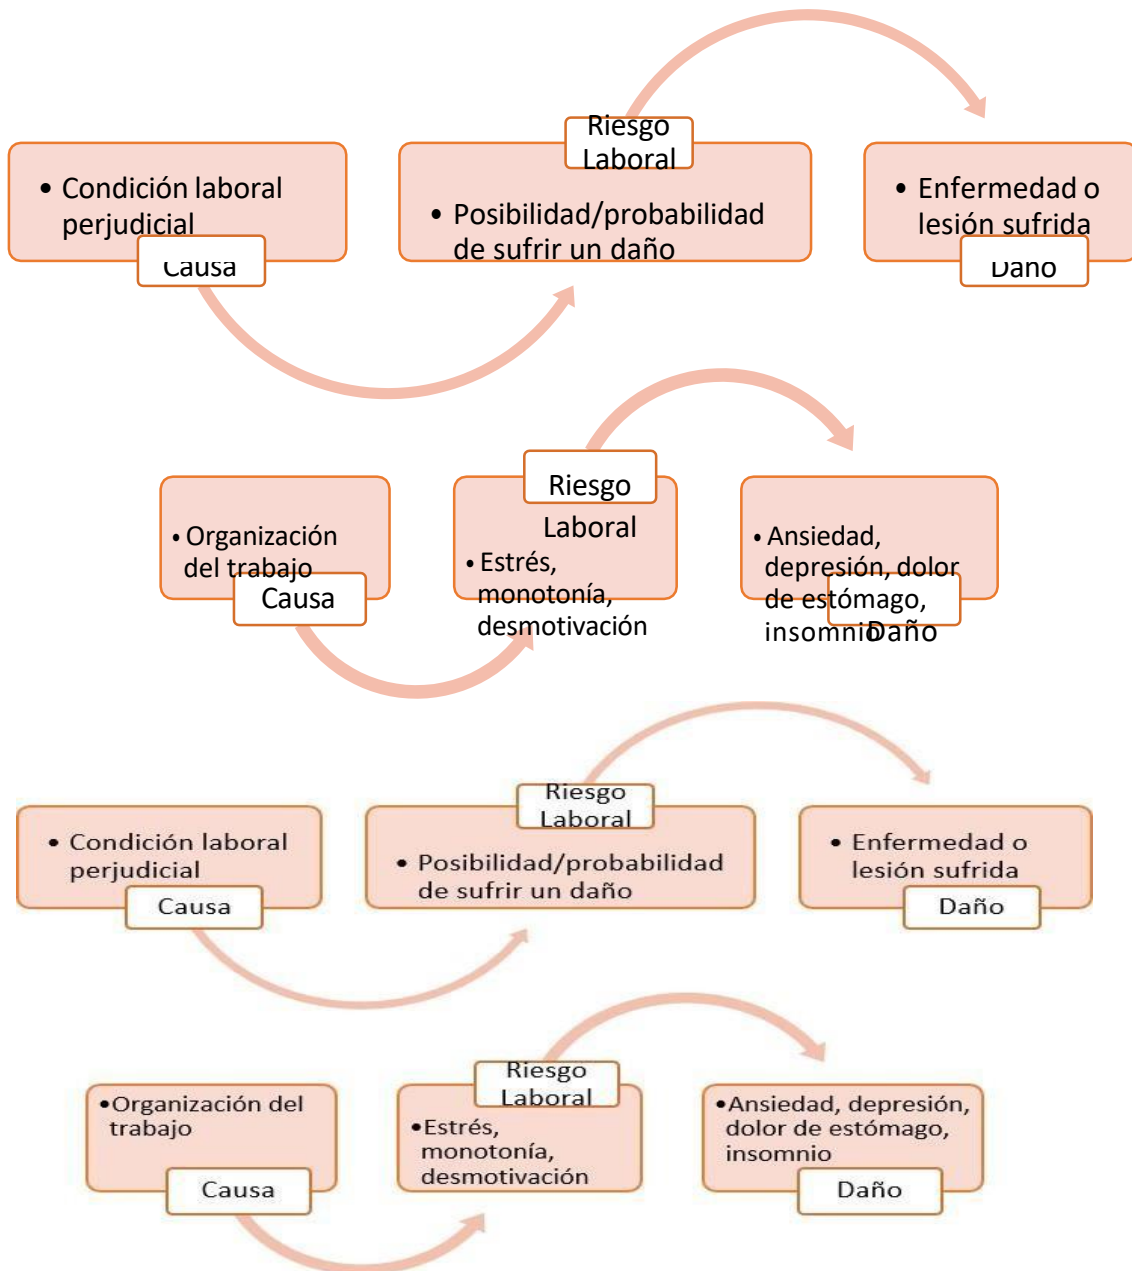 Riesgo
Laboral
• Condición laboral
perjudicial
Causa
• Posibilidad/probabilidad
de sufrir un daño
• Enfermedad o
lesión sufrida
Daño
Riesgo
Laboral
• Organización
del trabajo
Causa
• Estrés,
monotonía,
desmotivación
• Ansiedad,
depresión, dolor
de estómago,
insomnio
Daño
Riesgo
Laboral
• Condición laboral
perjudicial
Causa
• Posibilidad/probabilidad
de sufrir un daño
• Enfermedad o
lesión sufrida
Daño
Riesgo
Laboral
•Organización del
trabajo
Causa
•Estrés,
monotonía,
desmotivación
•Ansiedad, depresión,
dolor de estómago,
insomnio
Daño